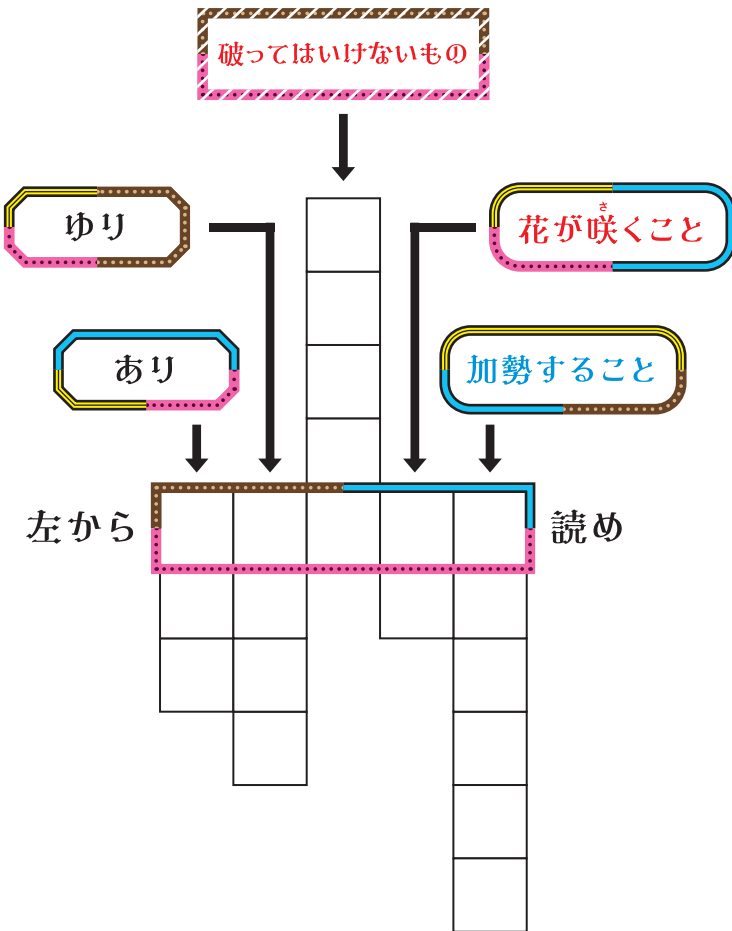 破ってはいけないもの
ゆり
花が咲くこと
さ
あり
加勢すること
左から
読め